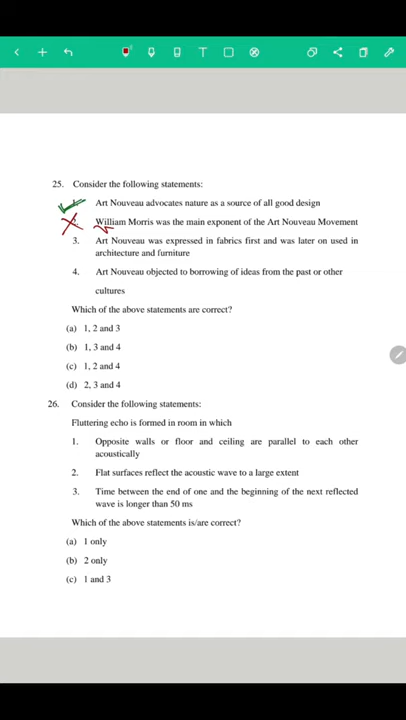 T
25. Consider the following statements:
Art Nouveau advocates nature as a source of all good design
William Morris was the main exponent of the Art Nouveau Movement
3. Art Nouveau was expressed in fabrics first and was later on used in
architecture and furniture
4. Art Nouveau objected to borrowing of ideas from the past or other
cultures
Which of the above statements are correct?
(a) 1, 2 and 3
(b) 1, 3 and 4
(c) 1, 2 and 4
(d) 2, 3 and 4
26. Consider the following statements:
Fluttering echo is formed in room in which
1. Opposite walls or floor and ceiling are parallel to each other
acoustically
2. Flat surfaces reflect the acoustic wave to a large extent
3. Time between the end of one and the beginning of the next reflected
wave is longer than 50 ms
Which of the above statements is/are correct?
(a) 1 only
(b) 2 only
(c) 1 and 3